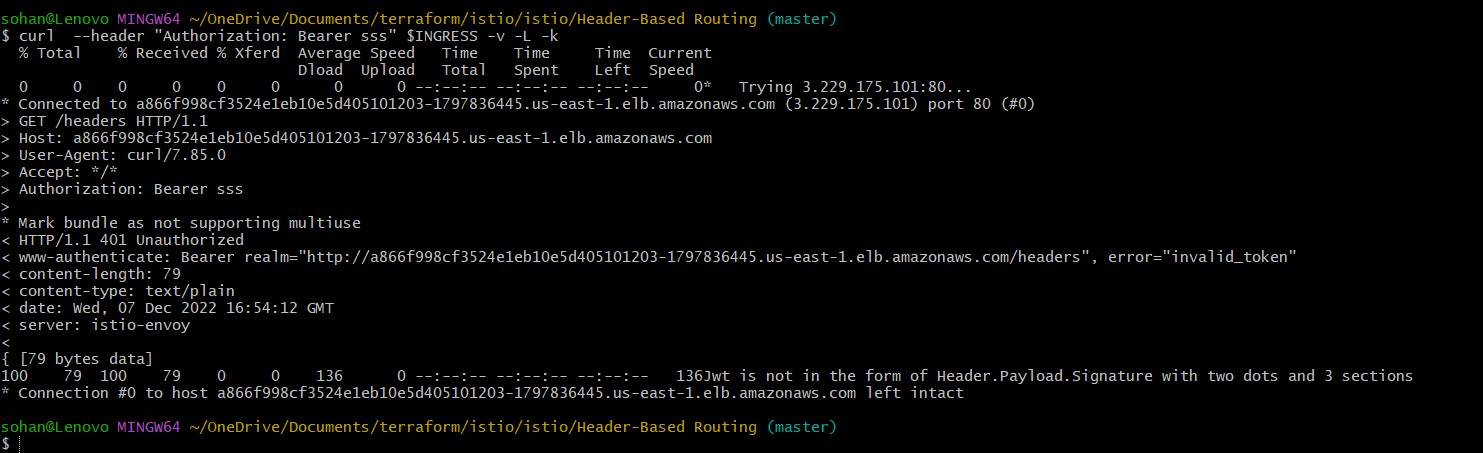 sohan@Lenovo MINGW64 ~/OneDrive/Documents/terraform/istio/istio/Header-Based Routing (master)
$ curl  --header "Authorization: Bearer sss" $INGRESS -v -L -k
  % Total    % Received % Xferd  Average Speed   Time    Time     Time  Current
                                 Dload  Upload   Total   Spent    Left  Speed
  0     0    0     0    0     0      0      0 --:--:-- --:--:-- --:--:--     0*   Trying 3.229.175.101:80...
* Connected to a866f998cf3524e1eb10e5d405101203-1797836445.us-east-1.elb.amazonaws.com (3.229.175.101) port 80 (#0)
> GET /headers HTTP/1.1
> Host: a866f998cf3524e1eb10e5d405101203-1797836445.us-east-1.elb.amazonaws.com
> User-Agent: curl/7.85.0
> Accept: */*
> Authorization: Bearer sss
>
* Mark bundle as not supporting multiuse
< HTTP/1.1 401 Unauthorized
< www-authenticate: Bearer realm="http://a866f998cf3524e1eb10e5d405101203-1797836445.us-east-1.elb.amazonaws.com/headers", error="invalid_token"
< content-length: 79
< content-type: text/plain
< date: Wed, 07 Dec 2022 16:54:12 GMT
< server: istio-envoy
<
{ [79 bytes data]
100    79  100    79    0     0    136      0 --:--:-- --:--:-- --:--:--   136Jwt is not in the form of Header.Payload.Signature with two dots and 3 sections
* Connection #0 to host a866f998cf3524e1eb10e5d405101203-1797836445.us-east-1.elb.amazonaws.com left intact
sohan@Lenovo MINGW64 ~/OneDrive/Documents/terraform/istio/istio/Header-Based Routing (master)
$